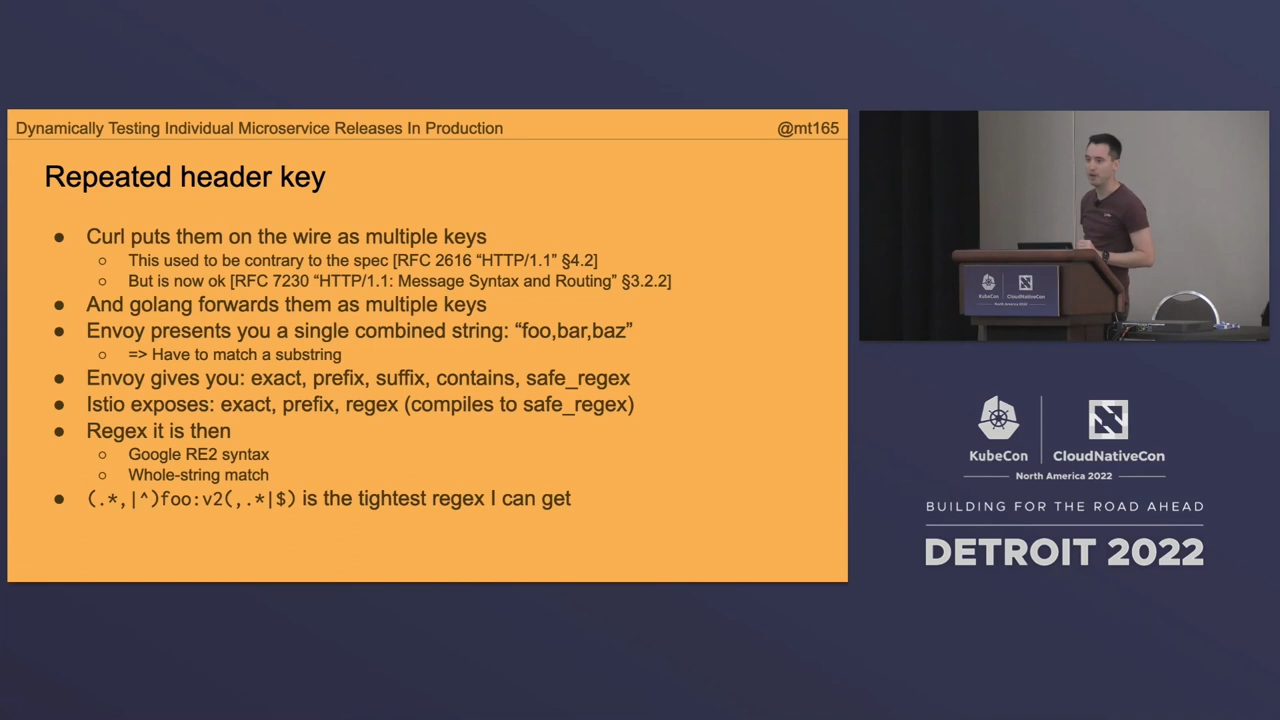 Dynamically Testing Individual Microservice Releases In Production @mt165
Repeated header key
● Curl puts them on the wire as multiple keys
○ This used to be contrary to the spec [RFC 2616 “HTTP/1.1” §4.2]
○ But is now ok [RFC 7230 “HTTP/1.1: Message Syntax and Routing” §3.2.2]
● And golang forwards them as multiple keys
● Envoy presents you a single combined string: “foo,bar,baz”
○ => Have to match a substring
● Envoy gives you: exact, prefix, suffix, contains, safe_regex
● Istio exposes: exact, prefix, regex (compiles to safe_regex)
● Regex it is then
○ Google RE2 syntax
○ Whole-string match
● (.*,|^)foo:v2(,.*|$) is the tightest regex I can get
KubeCon CloudNativeCon
North America 2022
KubeCon CloudNativeCon
North America 2022
BUILDING FOR THE ROAD AHEAD
DETROIT 2022